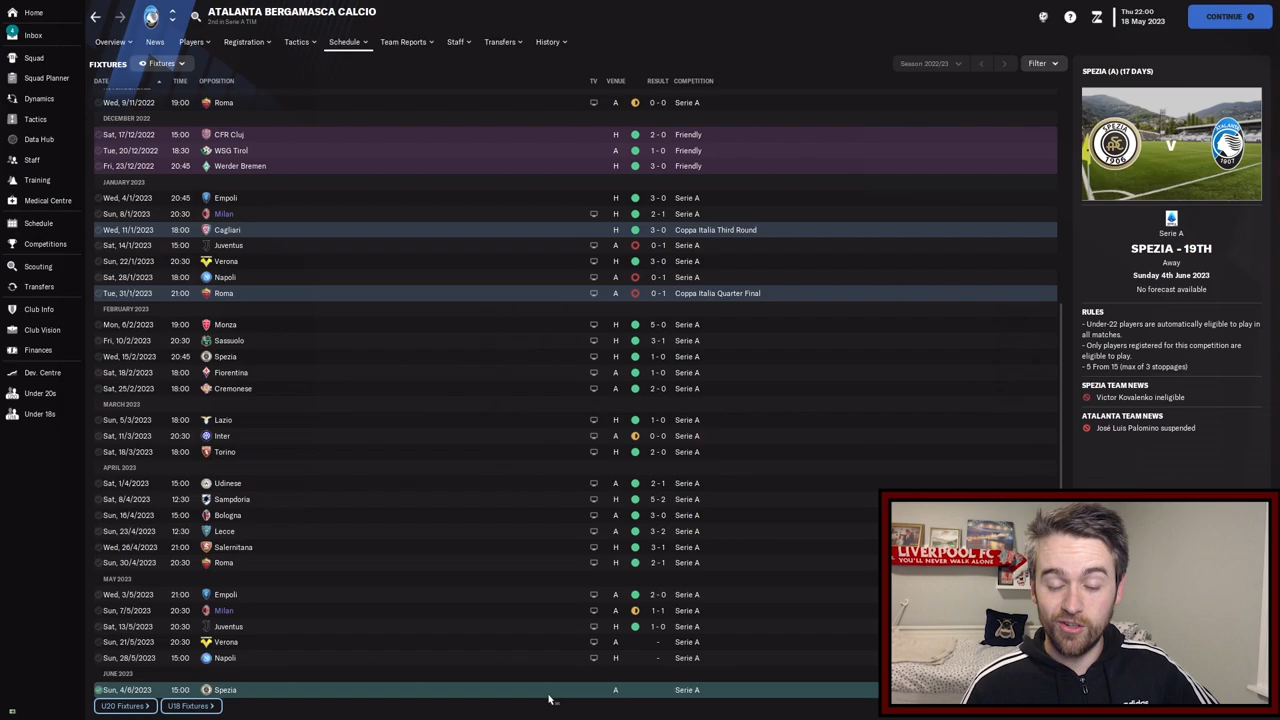 Home
4
Inbox
Squad
Squad Planner
Dynamics
Tactics
Data Hub
Staff
Training
Medical Centre
Schedule
Competitions
Scouting
Transfers
Club Info
Club Vision
Finances
Dev. Centre
Under 20s
Under 18s
ATALANTA BERGAMASCA CALCIO
2nd in Serie A TIM
Thu 22:00
18 May 2023
CONTINUE
Overview News Players Registration Tactics Schedule Team Reports Staff Transfers History
FIXTURES Fixtures Season 2022/23 Filter
DATE TIME OPPOSITION TV VENUE RESULT COMPETITION
Wed, 9/11/2022 19:00 Roma A 0 - 0 Serie A
DECEMBER 2022
Sat, 17/12/2022 15:00 CFR Cluj H 2 - 0 Friendly
Tue, 20/12/2022 18:30 WSG Tirol A 1 - 0 Friendly
Fri, 23/12/2022 20:45 Werder Bremen H 3 - 0 Friendly
JANUARY 2023
Wed, 4/1/2023 20:45 Empoli H 3 - 0 Serie A
Sun, 8/1/2023 20:30 Milan H 2 - 1 Serie A
Wed, 11/1/2023 18:00 Cagliari H 3 - 0 Coppa Italia Third Round
Sat, 14/1/2023 15:00 Juventus A 0 - 1 Serie A
Sun, 22/1/2023 20:30 Verona H 3 - 0 Serie A
Sat, 28/1/2023 18:00 Napoli A 0 - 1 Serie A
Tue, 31/1/2023 21:00 Roma A 0 - 1 Coppa Italia Quarter Final
FEBRUARY 2023
Mon, 6/2/2023 19:00 Monza H 5 - 0 Serie A
Fri, 10/2/2023 20:30 Sassuolo A 3 - 1 Serie A
Wed, 15/2/2023 20:45 Spezia H 1 - 0 Serie A
Sat, 18/2/2023 18:00 Fiorentina A 1 - 0 Serie A
Sat, 25/2/2023 18:00 Cremonese A 2 - 0 Serie A
MARCH 2023
Sun, 5/3/2023 18:00 Lazio H 1 - 0 Serie A
Sat, 11/3/2023 20:30 Inter A 0 - 0 Serie A
Sat, 18/3/2023 18:00 Torino H 2 - 0 Serie A
APRIL 2023
Sat, 1/4/2023 15:00 Udinese A 2 - 1 Serie A
Sat, 8/4/2023 12:30 Sampdoria H 5 - 2 Serie A
Sun, 16/4/2023 15:00 Bologna A 3 - 0 Serie A
Sun, 23/4/2023 12:30 Lecce H 3 - 2 Serie A
Wed, 26/4/2023 21:00 Salernitana H 3 - 1 Serie A
Sun, 30/4/2023 20:30 Roma H 2 - 1 Serie A
MAY 2023
Wed, 3/5/2023 21:00 Empoli A 2 - 0 Serie A
Sun, 7/5/2023 20:30 Milan A 1 - 1 Serie A
Sat, 13/5/2023 20:30 Juventus H 1 - 0 Serie A
Sun, 21/5/2023 20:30 Verona A - Serie A
Sun, 28/5/2023 15:00 Napoli H - Serie A
JUNE 2023
Sun, 4/6/2023 15:00 Spezia A Serie A
U20 Fixtures U18 Fixtures
SPEZIA (A) (17 DAYS)
V
Serie A
SPEZIA - 19TH
Away
Sunday 4th June 2023
No forecast available
RULES
- Under-22 players are automatically eligible to play in
all matches.
- Only players registered for this competition are
eligible to play.
- 5 From 15 (max of 3 stoppages)
SPEZIA TEAM NEWS
Victor Kovalenko ineligible
ATALANTA TEAM NEWS
José Luis Palomino suspended
LIVERPOOL FC
YOU'LL NEVER WALK ALONE
adidas